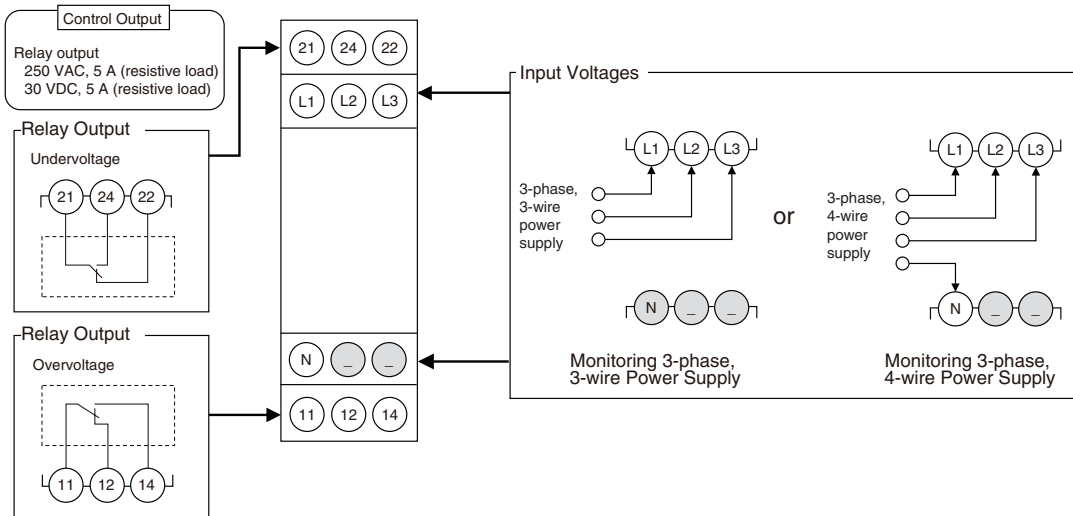 Control Output
Relay output
250 VAC, 5 A (resistive load)
30 VDC, 5 A (resistive load)
Relay Output
Undervoltage
21 24 22
Relay Output
Overvoltage
11 12 14
21 24 22
L1 L2 L3
N _ _
11 12 14
Input Voltages
L1 L2 L3
3-phase,
3-wire
power
supply
N _ _
Monitoring 3-phase,
3-wire Power Supply
or
L1 L2 L3
3-phase,
4-wire
power
supply
N _ _
Monitoring 3-phase,
4-wire Power Supply